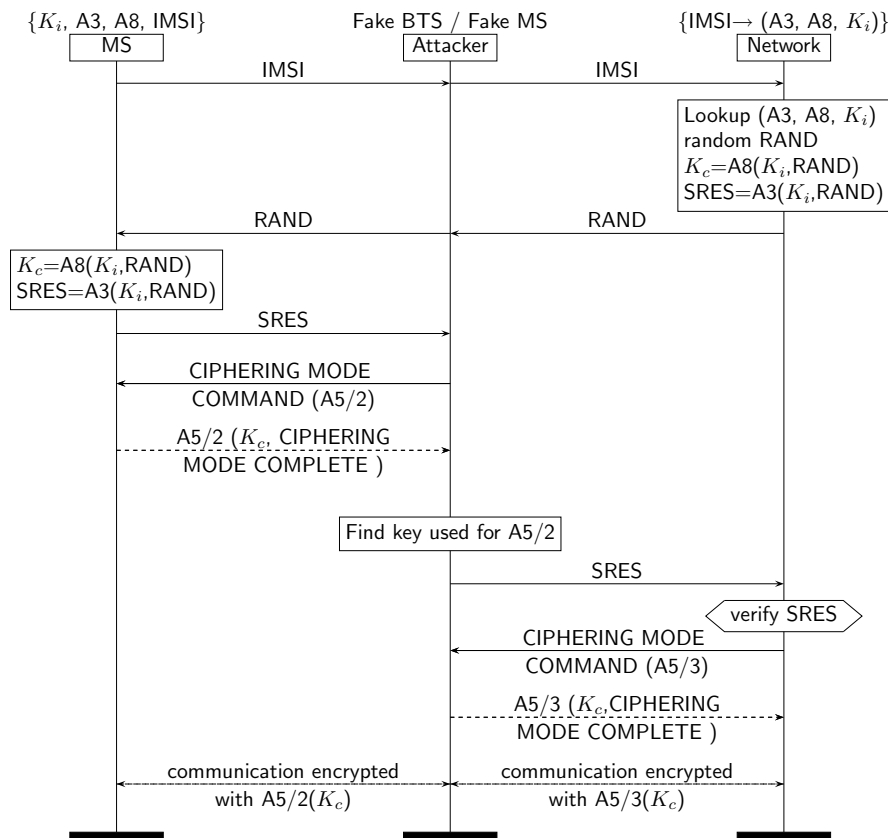 {K_i, A3, A8, IMSI}
Fake BTS / Fake MS
{IMSI→ (A3, A8, K_i)}
MS
Attacker
Network
IMSI
IMSI
Lookup (A3, A8, K_i)
random RAND
K_c=A8(K_i,RAND)
SRES=A3(K_i,RAND)
RAND
RAND
K_c=A8(K_i,RAND)
SRES=A3(K_i,RAND)
SRES
CIPHERING MODE
COMMAND (A5/2)
A5/2 (K_c, CIPHERING
MODE COMPLETE )
Find key used for A5/2
SRES
verify SRES
CIPHERING MODE
COMMAND (A5/3)
A5/3 (K_c,CIPHERING
MODE COMPLETE )
communication encrypted
with A5/2(K_c)
communication encrypted
with A5/3(K_c)